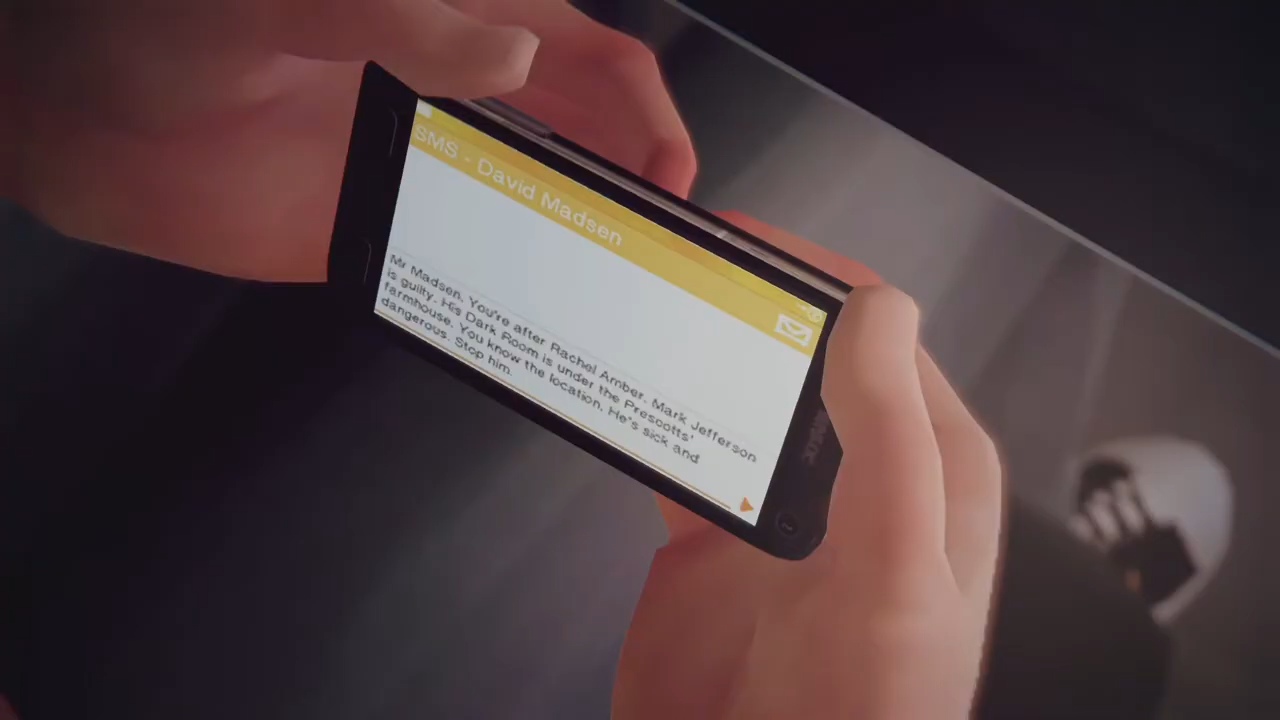 SMS - David Madsen
Mr Madsen. You're after Rachel Amber. Mark Jefferson
is guilty. His Dark Room is under the Prescotts'
farmhouse. You know the location. He's sick and
dangerous. Stop him.